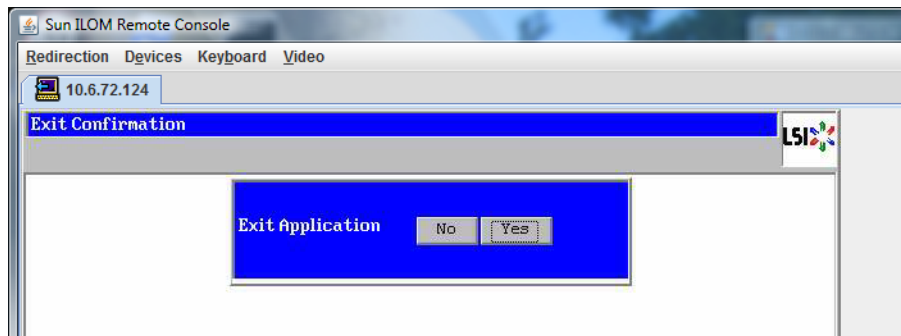 Sun ILOM Remote Console
Redirection Devices Keyboard Video
10.6.72.124
Exit Confirmation
LSI
Exit Application No Yes